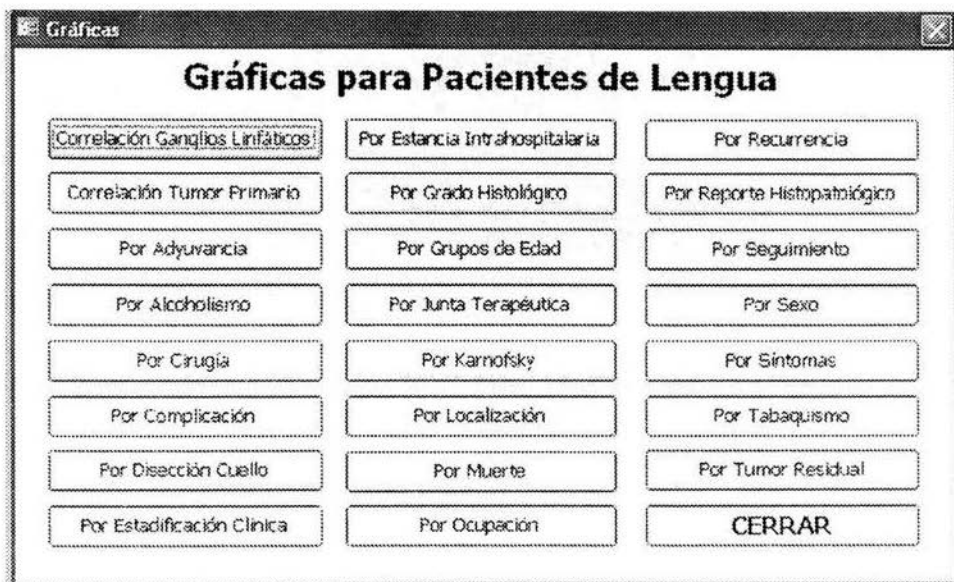 Gráficas
Gráficas para Pacientes de Lengua
Correlación Ganglios Linfáticos
Por Estancia Intrahospitalaria
Por Recurrencia
Correlación Tumor Primario
Por Grado Histológico
Por Reporte Histopatológico
Por Adyuvancia
Por Grupos de Edad
Por Seguimiento
Por Alcoholismo
Por Junta Terapéutica
Por Sexo
Por Cirugía
Por Karnofsky
Por Síntomas
Por Complicación
Por Localización
Por Tabaquismo
Por Disección Cuello
Por Muerte
Por Tumor Residual
Por Estadificación Clínica
Por Ocupación
CERRAR